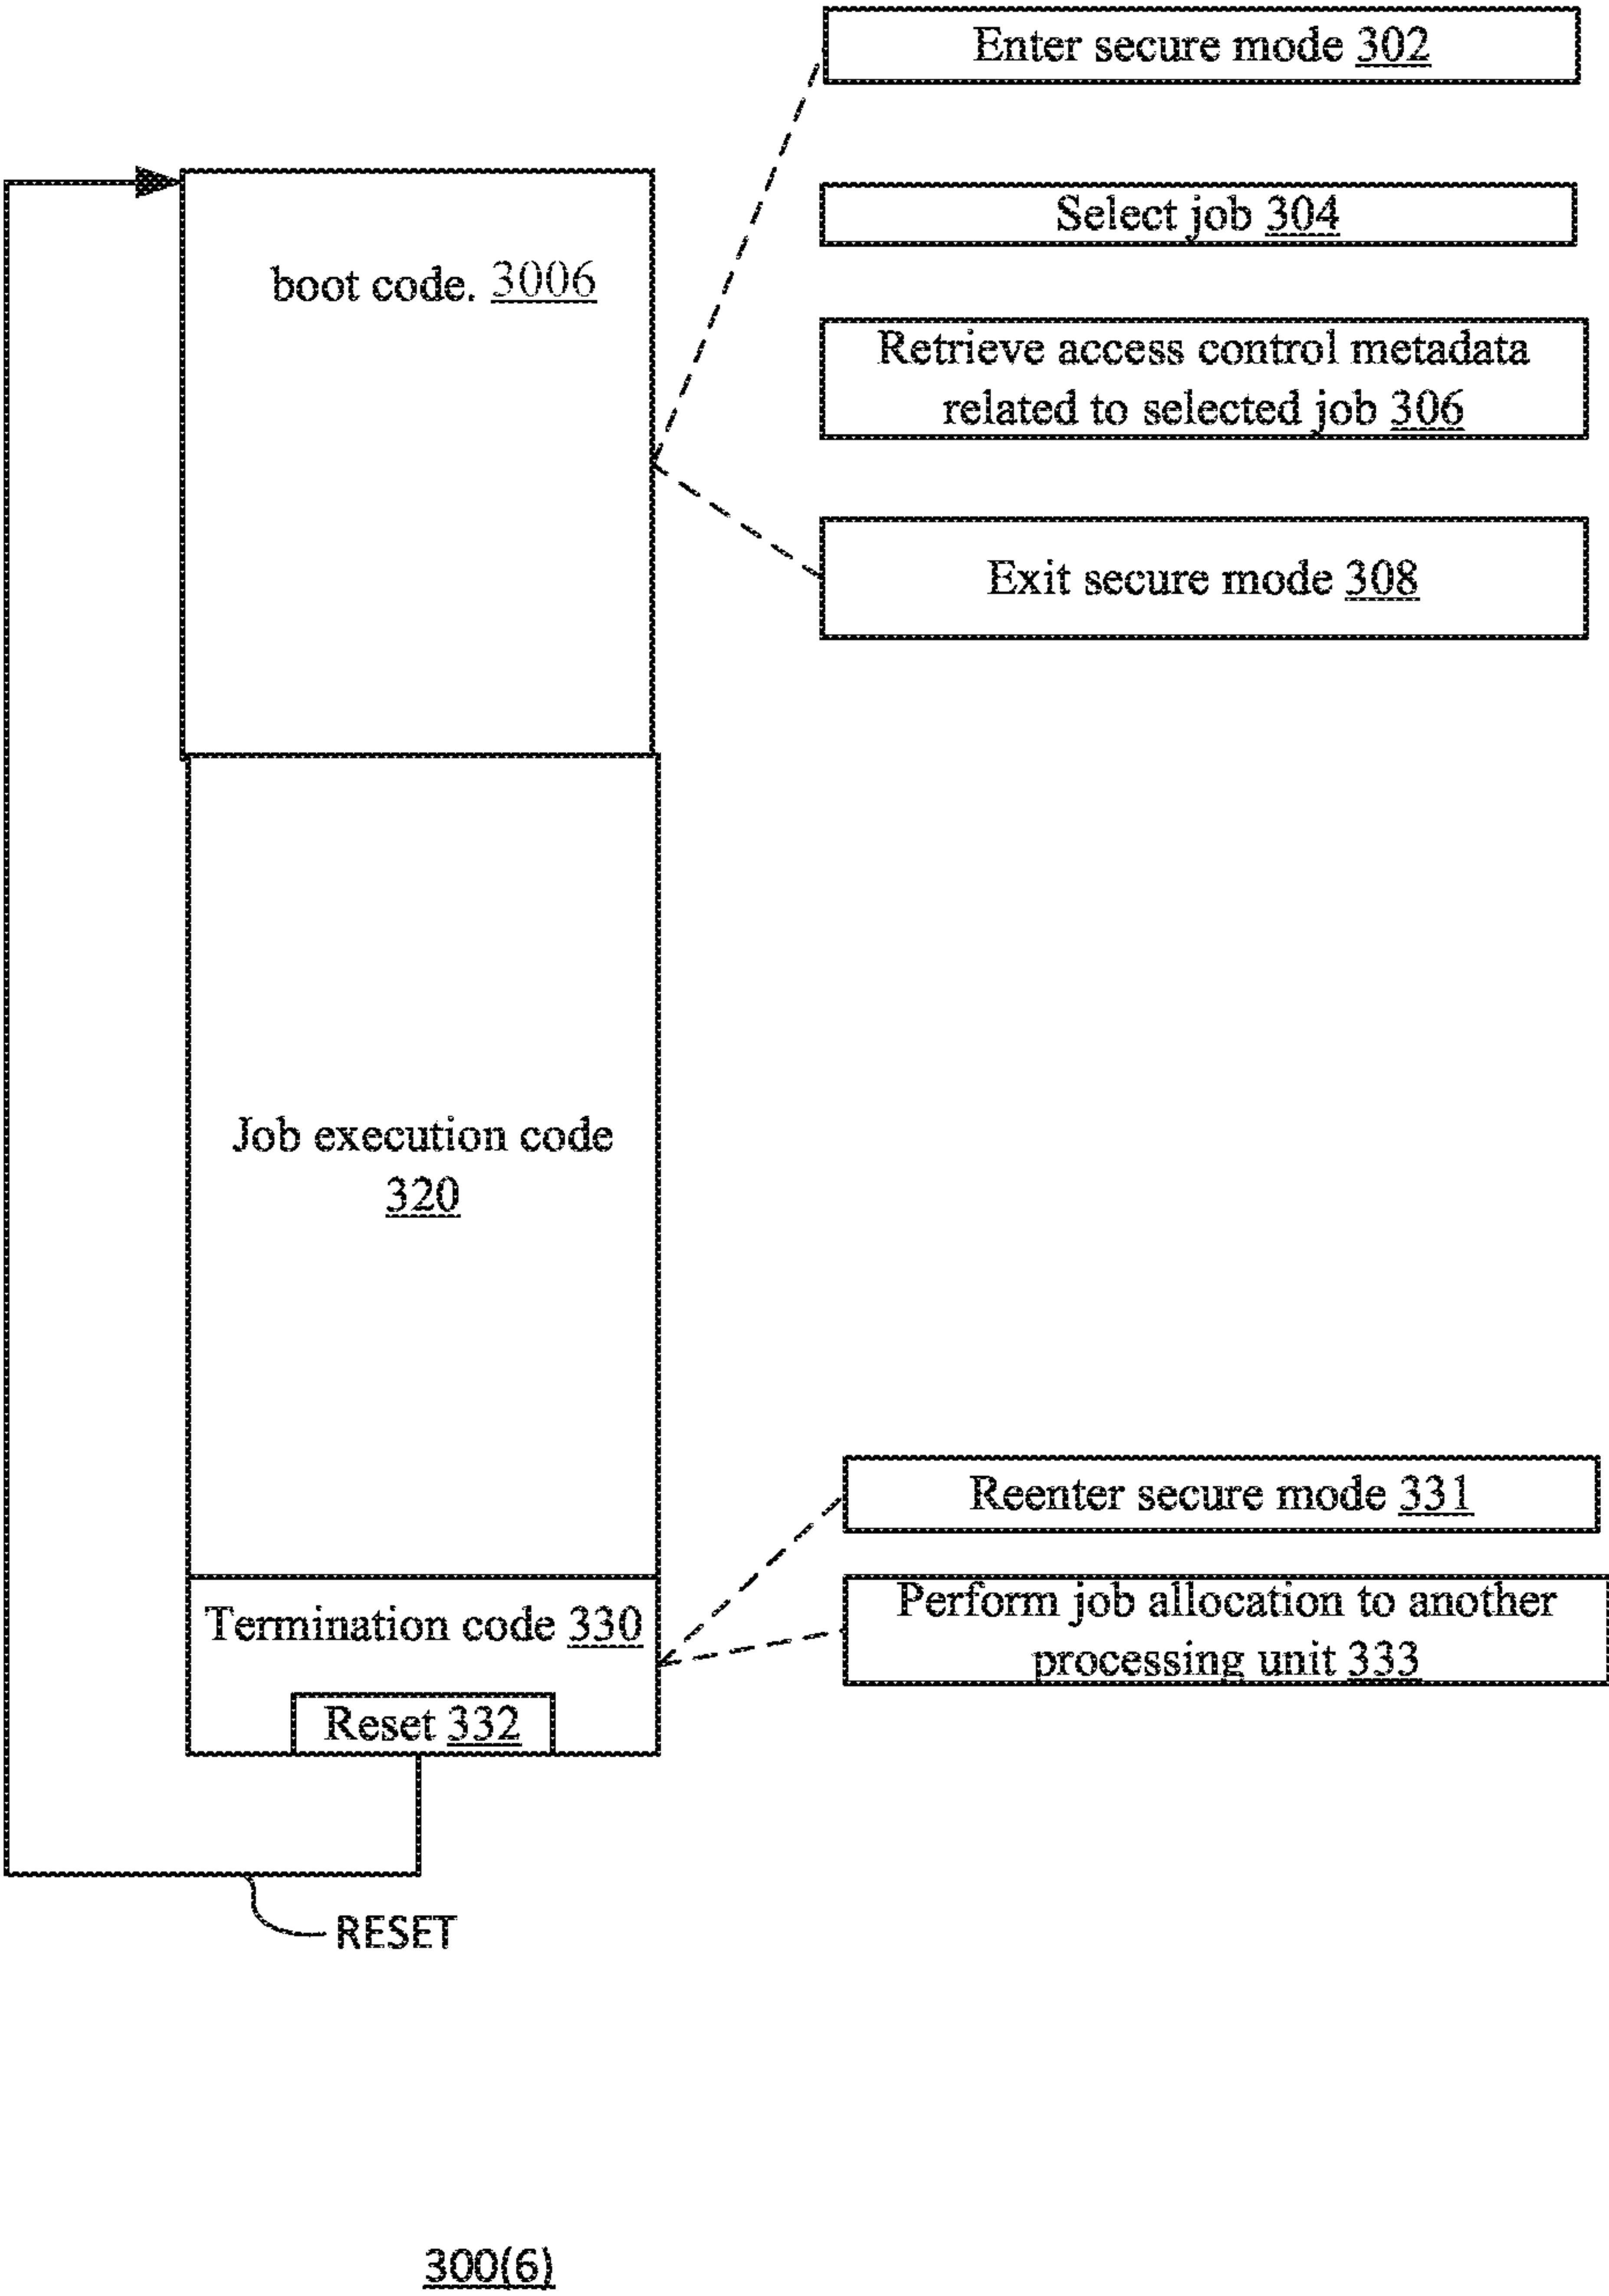 Enter secure mode 302
Select job 304
boot code. 3006
Retrieve access control metadata
related to selected job 306
Exit secure mode 308
Job execution code
320
Reenter secure mode 331
Perform job allocation to another
processing unit 333
Termination code 330
Reset 332
RESET
300(6)